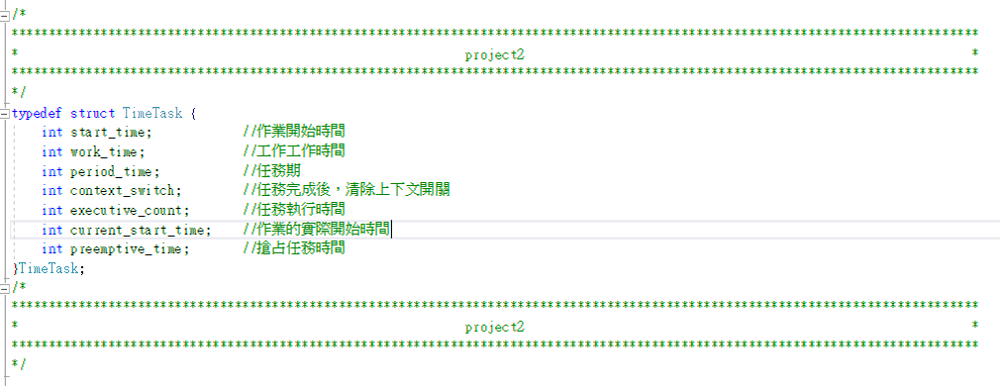 /*
***********************************************************************************************************************************
* project2 *
***********************************************************************************************************************************
*/
typedef struct TimeTask {
int start_time; //作業開始時間
int work_time; //工作工作時間
int period_time; //任務期
int context_switch; //任務完成後，清除上下文開關
int executive_count; //任務執行時間
int current_start_time; //作業的實際開始時間
int preemptive_time; //搶占任務時間
}TimeTask;
/*
***********************************************************************************************************************************
* project2 *
***********************************************************************************************************************************
*/